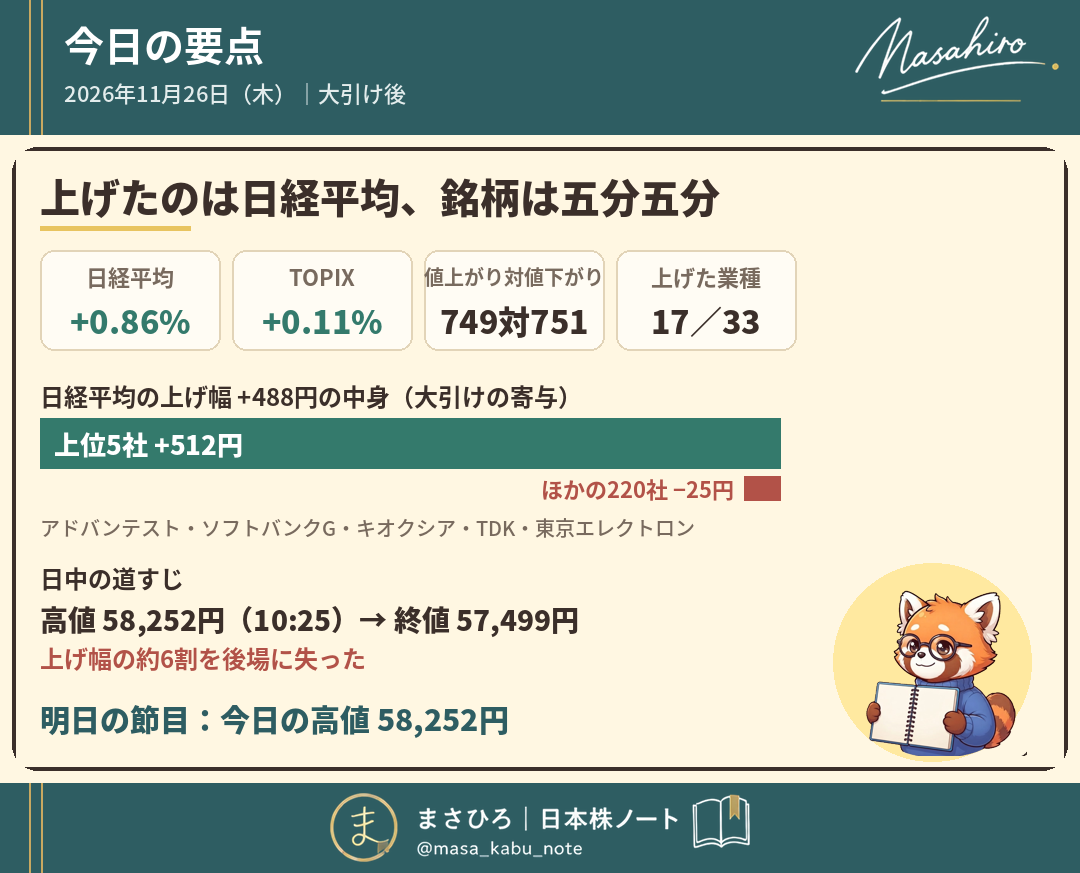 今日の要点
Masahiro.
2026年11月26日（木）｜大引け後
上げたのは日経平均、銘柄は五分五分
日経平均
+0.86%
TOPIX
+0.11%
値上がり対値下がり
749対751
上げた業種
17／33
日経平均の上げ幅 +488円の中身（大引けの寄与）
上位5社 +512円
ほかの220社 −25円
アドバンテスト・ソフトバンクG・キオクシア・TDK・東京エレクトロン
日中の道すじ
高値 58,252円（10:25）→ 終値 57,499円
上げ幅の約6割を後場に失った
明日の節目：今日の高値 58,252円
ま
まさひろ｜日本株ノート
@masa_kabu_note